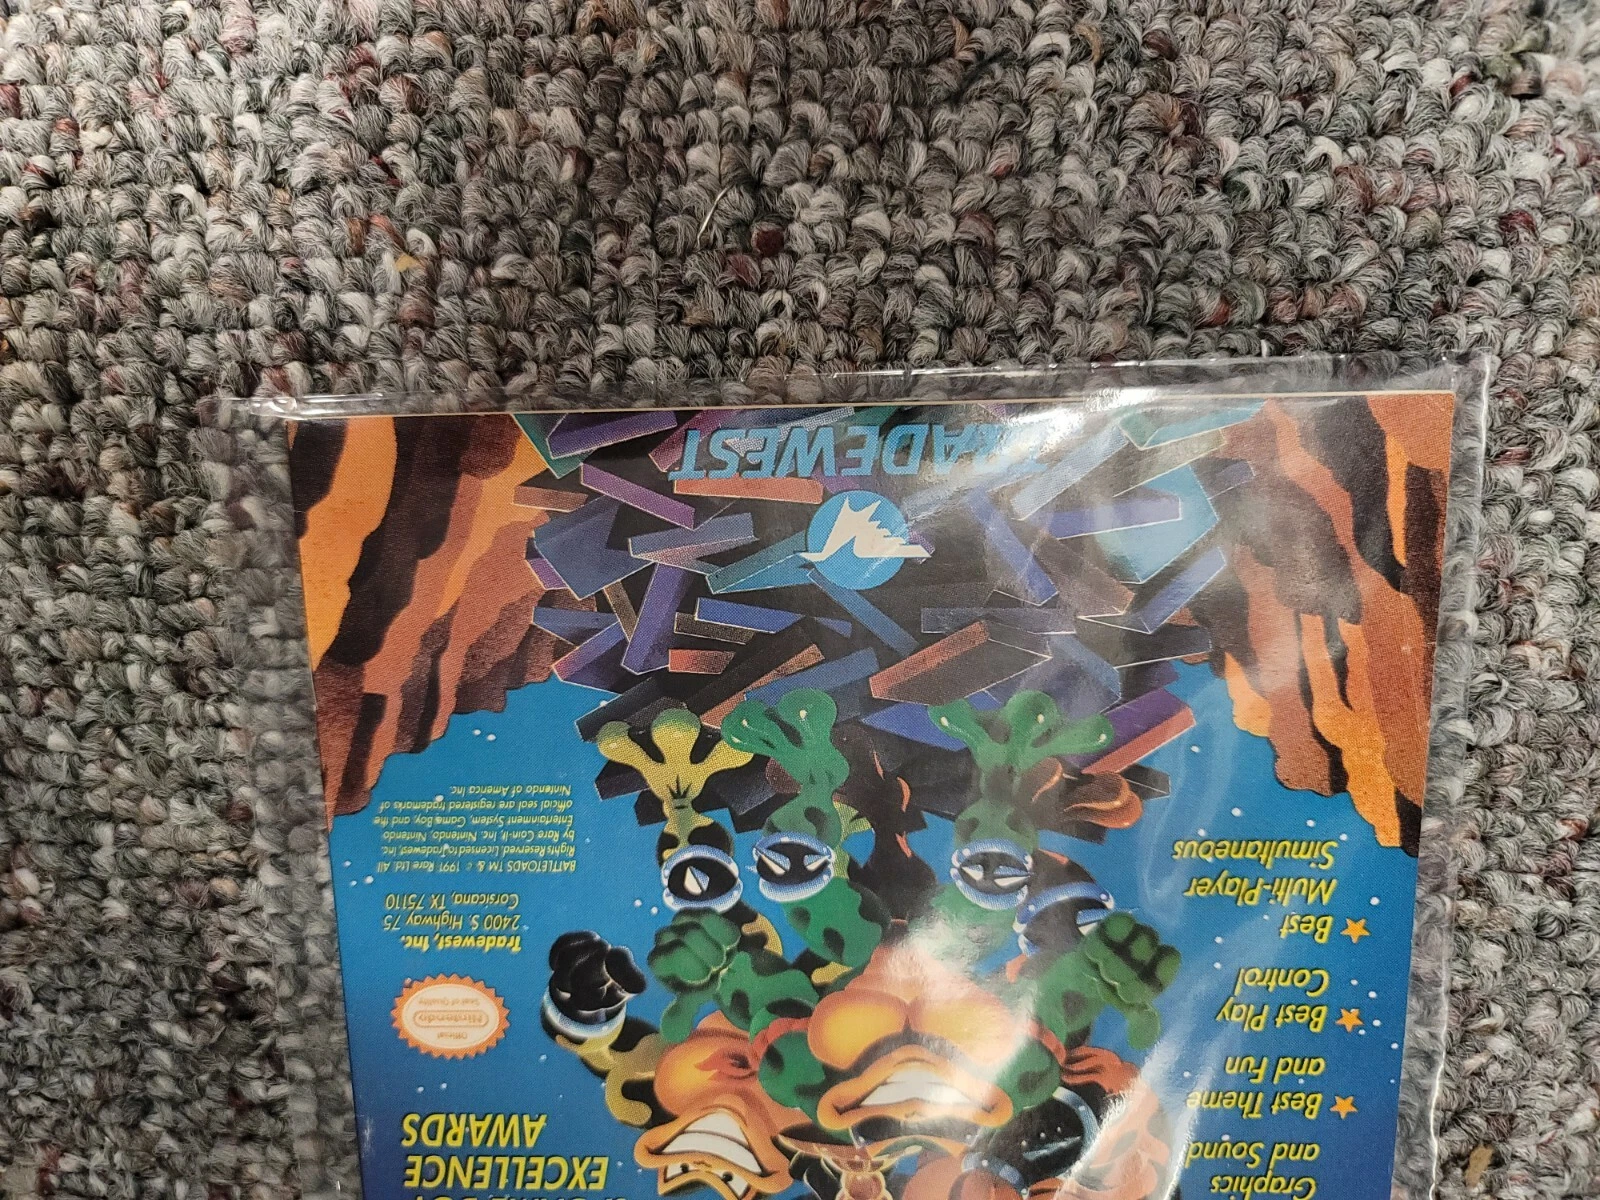 EXCELLENCE
AWARDS
Graphics
and Sound
★ Best Theme
and Fun
★ Best Play
Control
★ Best
Multi-Player
Simultaneous
Official
Nintendo
Seal of Quality
Tradewest, Inc.
2400 S. Highway 75
Corsicana, TX 75110
BATTLETOADS TM & © 1991 Rare Ltd. All
Rights Reserved. Licensed to Tradewest, Inc.
by Rare Coin-It, Inc. Nintendo, Nintendo
Entertainment System, Game Boy, and the
official seal are registered trademarks of
Nintendo of America Inc.
TRADEWEST